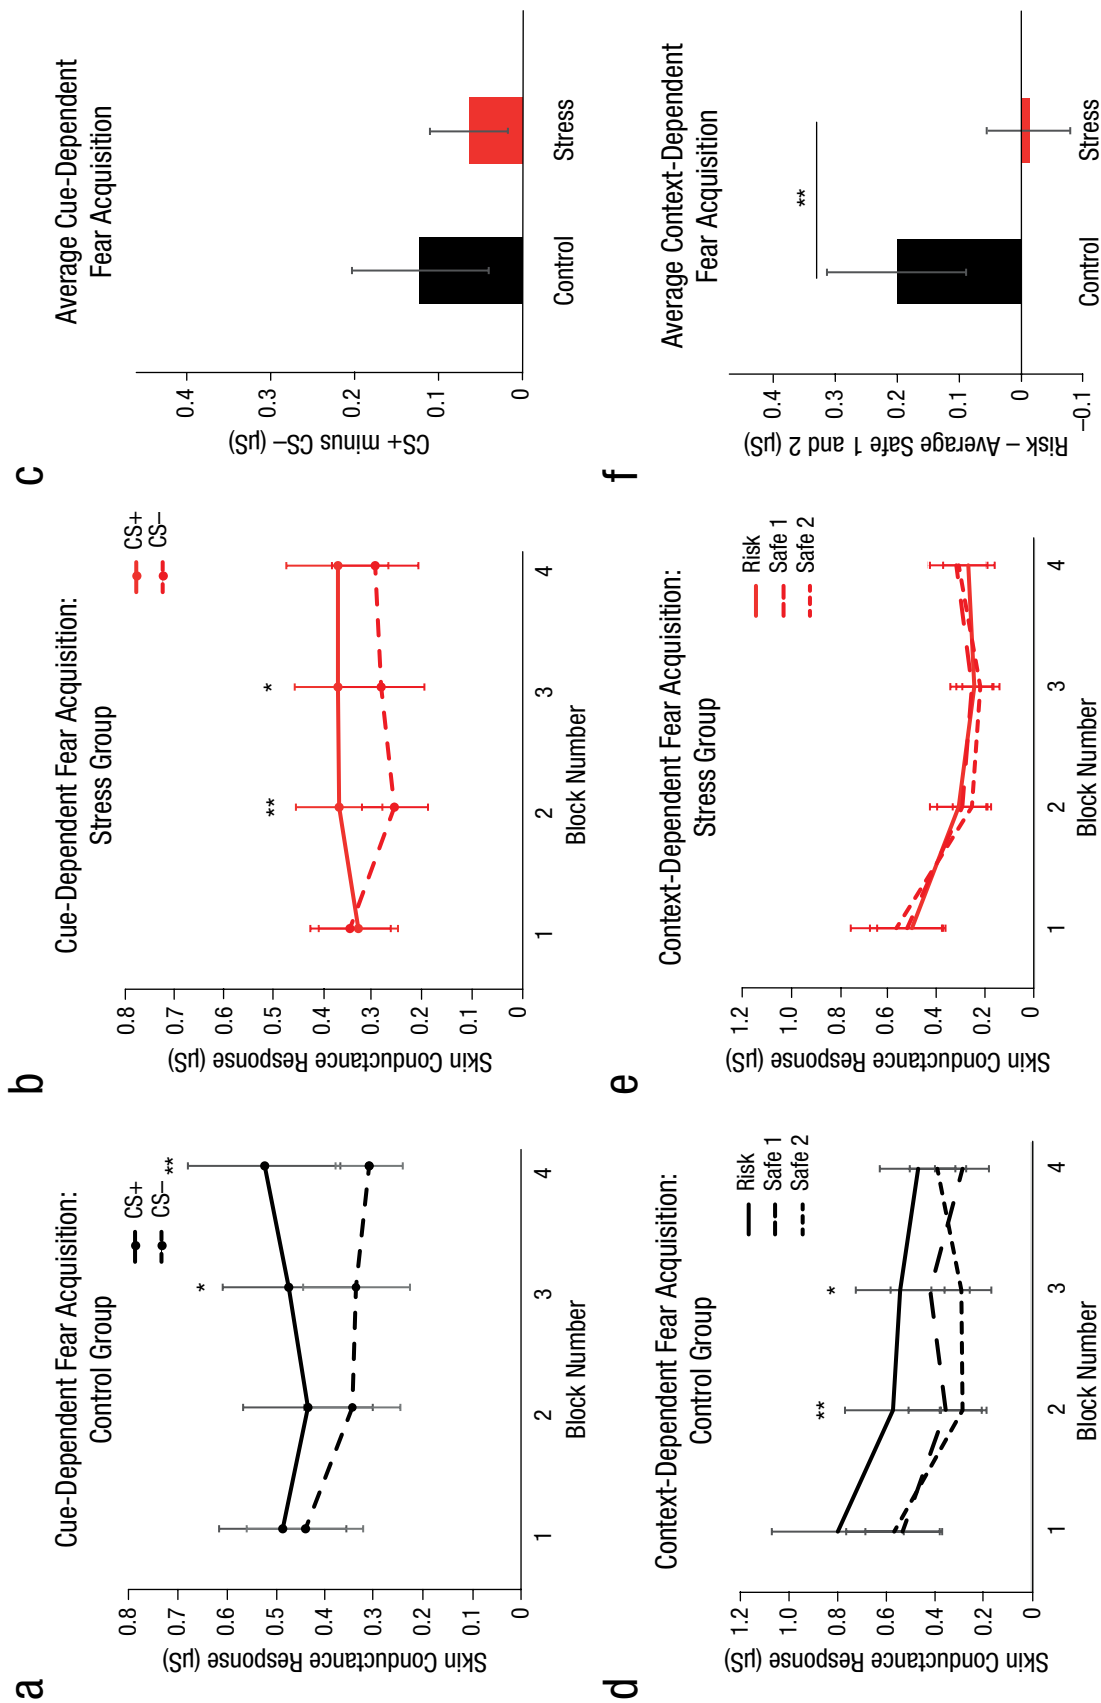 a
Cue-Dependent Fear Acquisition:
Control Group
CS+
CS–
Skin Conductance Response (µS)
0.8
0.7
0.6
0.5
0.4
0.3
0.2
0.1
0
*
**
1
2
3
4
Block Number
b
Cue-Dependent Fear Acquisition:
Stress Group
CS+
CS–
Skin Conductance Response (µS)
0.8
0.7
0.6
0.5
0.4
0.3
0.2
0.1
0
**
*
1
2
3
4
Block Number
c
Average Cue-Dependent
Fear Acquisition
CS+ minus CS– (µS)
0.4
0.3
0.2
0.1
0
Control
Stress
d
Context-Dependent Fear Acquisition:
Control Group
Risk
Safe 1
Safe 2
Skin Conductance Response (µS)
1.2
1.0
0.8
0.6
0.4
0.2
0
**
*
1
2
3
4
Block Number
e
Context-Dependent Fear Acquisition:
Stress Group
Risk
Safe 1
Safe 2
Skin Conductance Response (µS)
1.2
1.0
0.8
0.6
0.4
0.2
0
1
2
3
4
Block Number
f
Average Context-Dependent
Fear Acquisition
Risk – Average Safe 1 and 2 (µS)
0.4
0.3
0.2
0.1
0
–0.1
**
Control
Stress